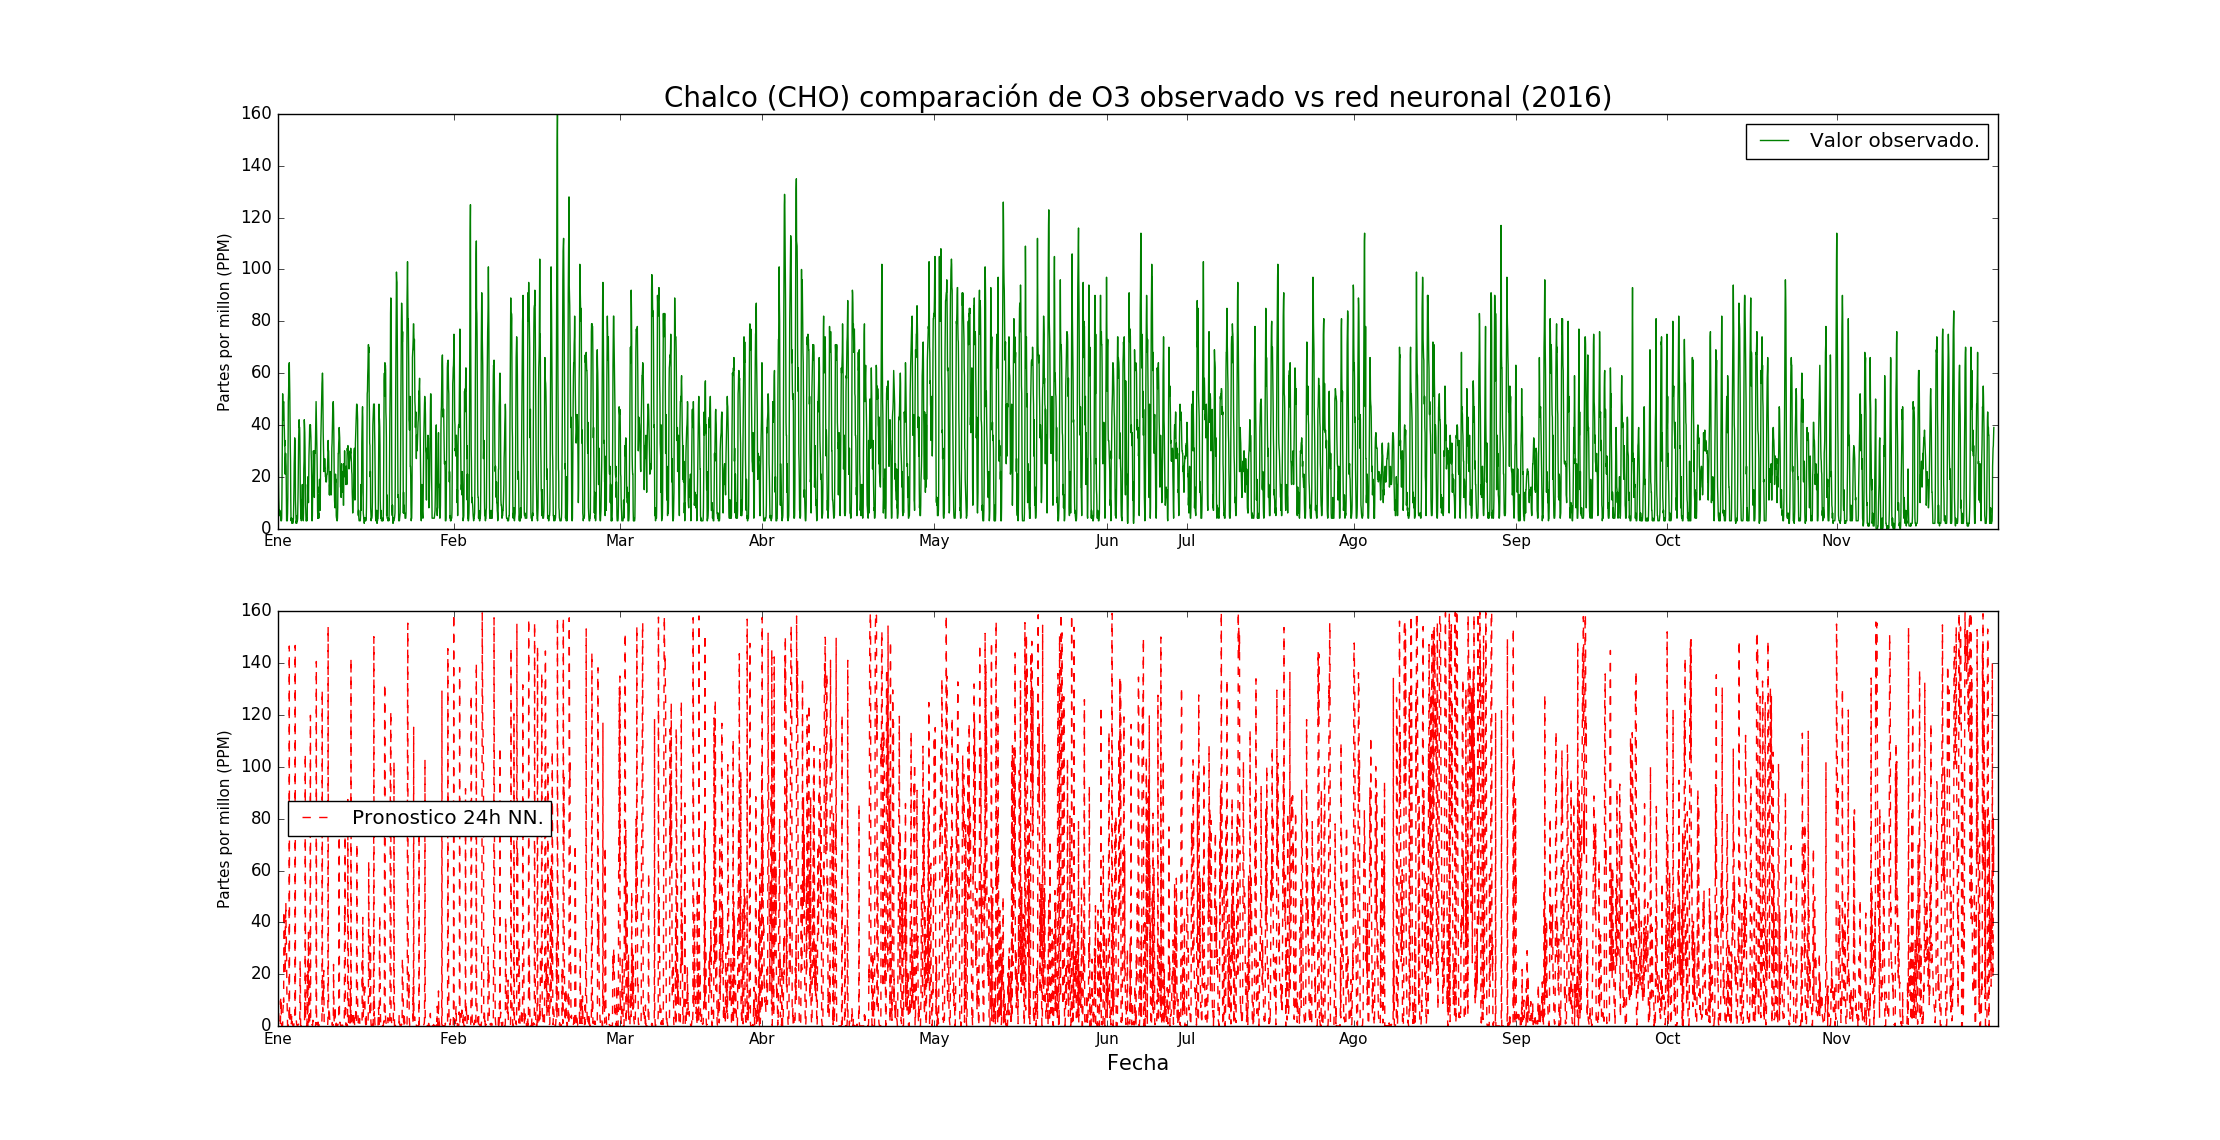 Chalco (CHO) comparación de O3 observado vs red neuronal (2016)
160
140
120
100
80
60
40
20
0
Partes por millon (PPM)
Valor observado.
Ene Feb Mar Abr May Jun Jul Ago Sep Oct Nov
160
140
120
100
80
60
40
20
0
Partes por millon (PPM)
Pronostico 24h NN.
Ene Feb Mar Abr May Jun Jul Ago Sep Oct Nov
Fecha